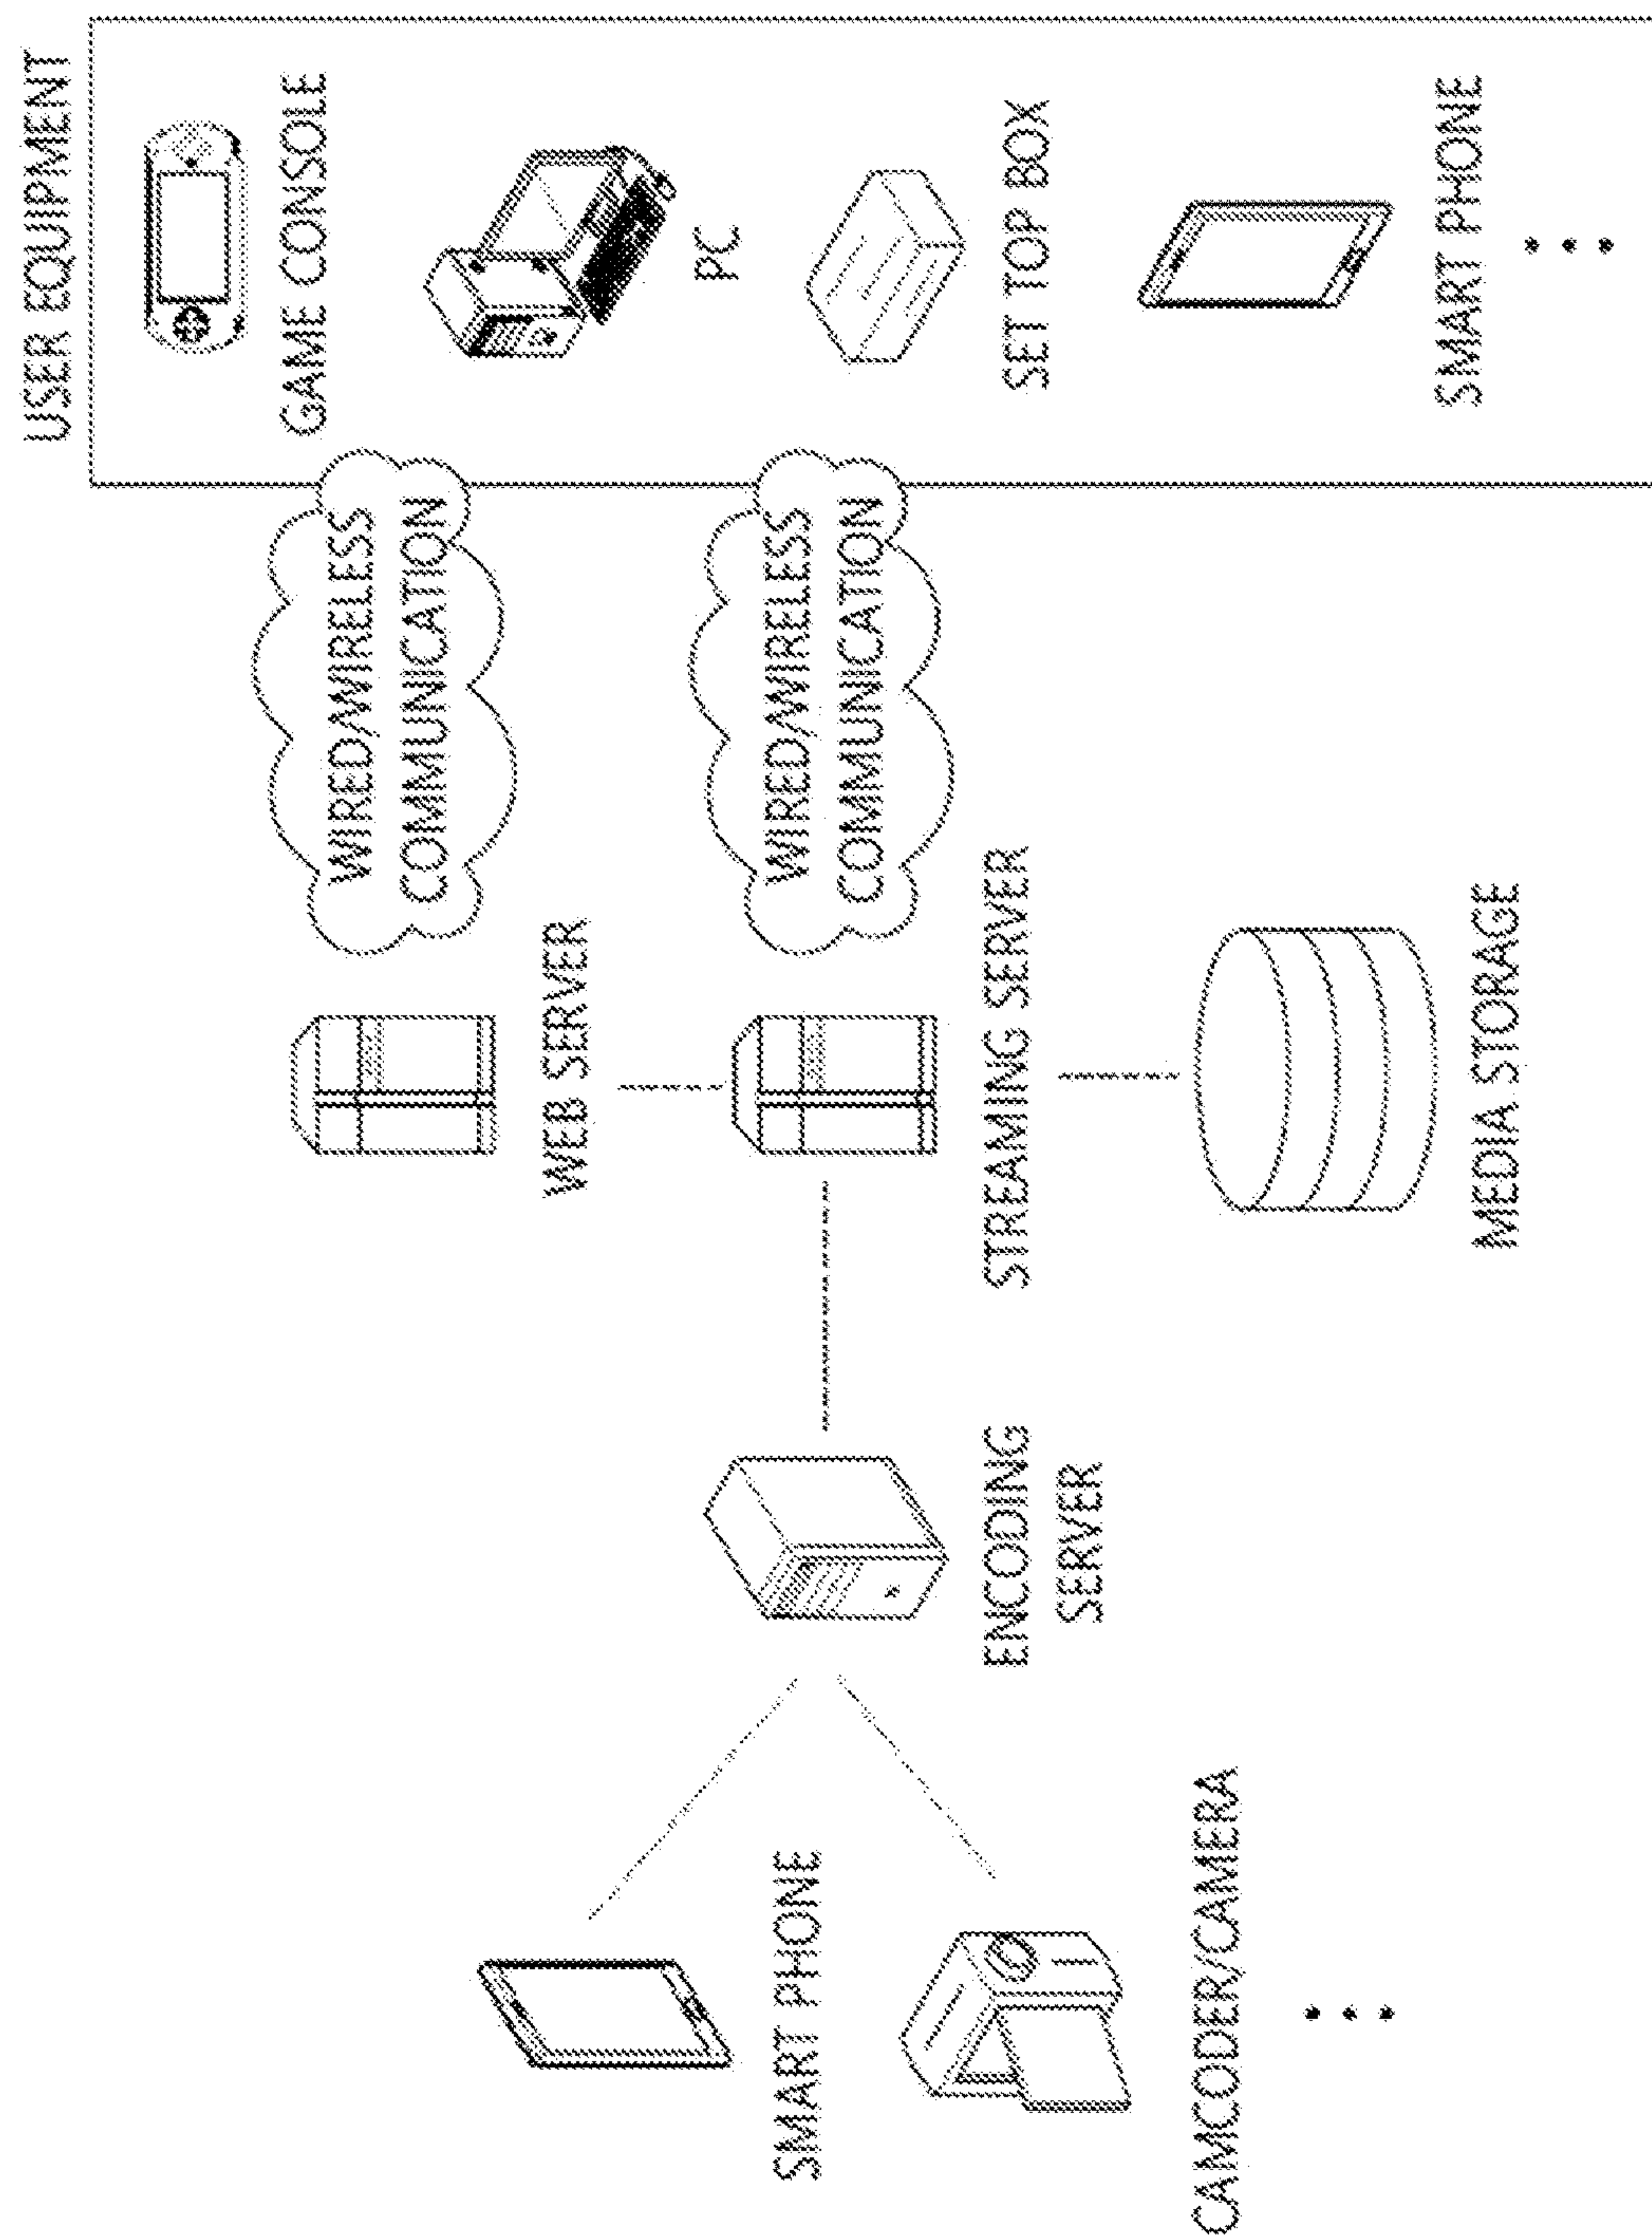 USER EQUIPMENT
GAME CONSOLE
PC
SET TOP BOX
SMART PHONE
WIRED/WIRELESS
COMMUNICATION
WIRED/WIRELESS
COMMUNICATION
WEB SERVER
STREAMING SERVER
MEDIA STORAGE
ENCODING
SERVER
SMART PHONE
CAMCODER/CAMERA